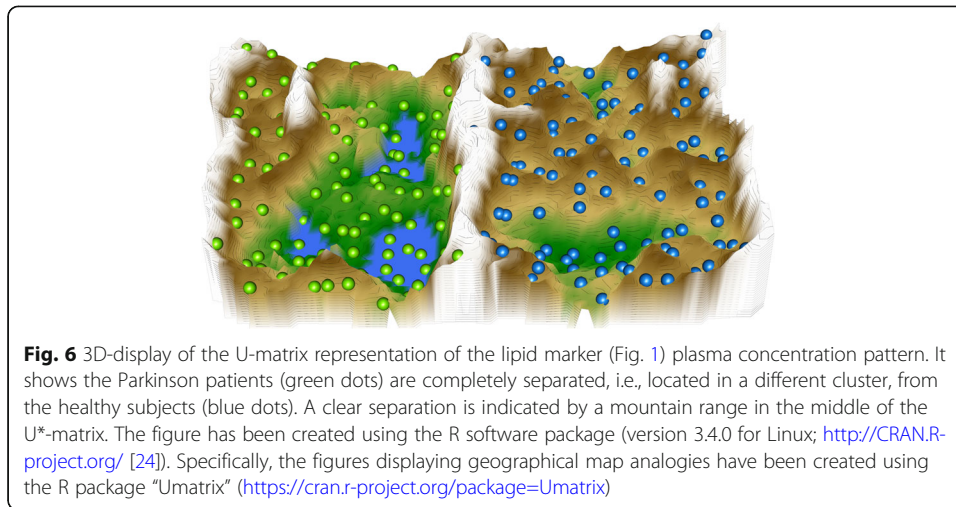 Fig. 6 3D-display of the U-matrix representation of the lipid marker (Fig. 1) plasma concentration pattern. It
shows the Parkinson patients (green dots) are completely separated, i.e., located in a different cluster, from
the healthy subjects (blue dots). A clear separation is indicated by a mountain range in the middle of the
U*-matrix. The figure has been created using the R software package (version 3.4.0 for Linux; http://CRAN.R-
project.org/ [24]). Specifically, the figures displaying geographical map analogies have been created using
the R package “Umatrix” (https://cran.r-project.org/package=Umatrix)